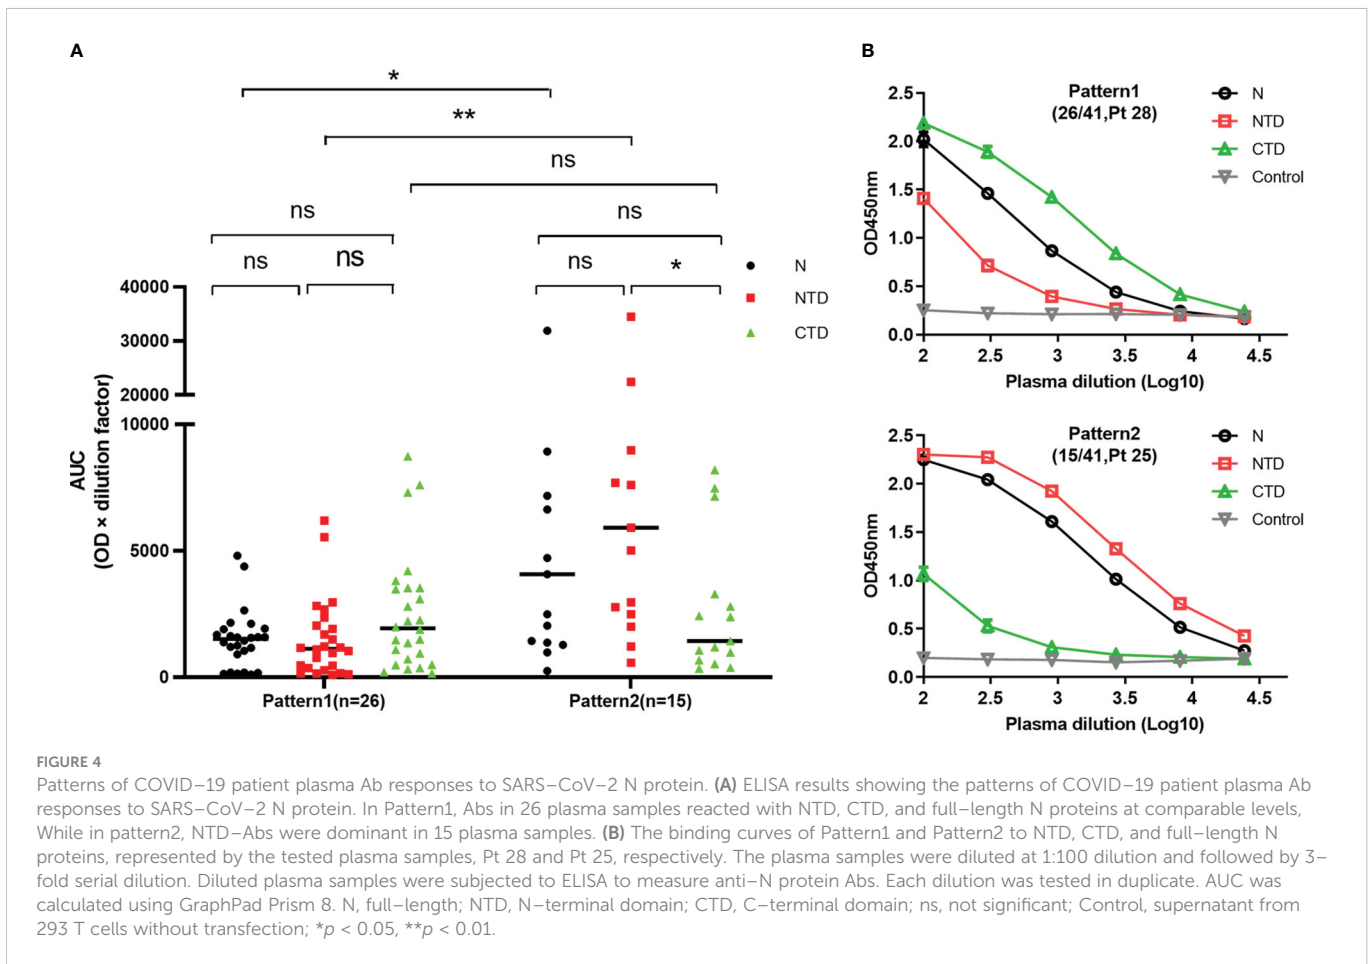 A
*
**
ns
ns
ns
ns
ns
ns
*
N
NTD
CTD
40000
30000
20000
10000
5000
0
AUC
(OD × dilution factor)
Pattern1(n=26)
Pattern2(n=15)
B
Pattern1
(26/41,Pt 28)
N
NTD
CTD
Control
2.5
2.0
1.5
1.0
0.5
0.0
OD450nm
2
2.5
3
3.5
4
4.5
Plasma dilution (Log10)
Pattern2
(15/41,Pt 25)
N
NTD
CTD
Control
2.5
2.0
1.5
1.0
0.5
0.0
OD450nm
2
2.5
3
3.5
4
4.5
Plasma dilution (Log10)
FIGURE 4
Patterns of COVID–19 patient plasma Ab responses to SARS–CoV–2 N protein. (A) ELISA results showing the patterns of COVID–19 patient plasma Ab
responses to SARS–CoV–2 N protein. In Pattern1, Abs in 26 plasma samples reacted with NTD, CTD, and full–length N proteins at comparable levels,
While in pattern2, NTD–Abs were dominant in 15 plasma samples. (B) The binding curves of Pattern1 and Pattern2 to NTD, CTD, and full–length N
proteins, represented by the tested plasma samples, Pt 28 and Pt 25, respectively. The plasma samples were diluted at 1:100 dilution and followed by 3–
fold serial dilution. Diluted plasma samples were subjected to ELISA to measure anti–N protein Abs. Each dilution was tested in duplicate. AUC was
calculated using GraphPad Prism 8. N, full–length; NTD, N–terminal domain; CTD, C–terminal domain; ns, not significant; Control, supernatant from
293 T cells without transfection; *p < 0.05, **p < 0.01.